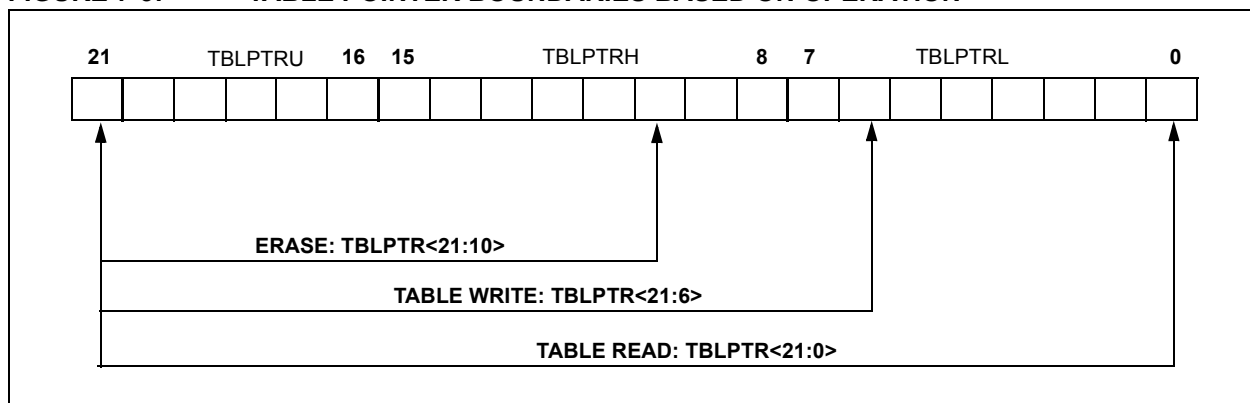 21 TBLPTRU 16 15 TBLPTRH 8 7 TBLPTRL 0
ERASE: TBLPTR<21:10>
TABLE WRITE: TBLPTR<21:6>
TABLE READ: TBLPTR<21:0>